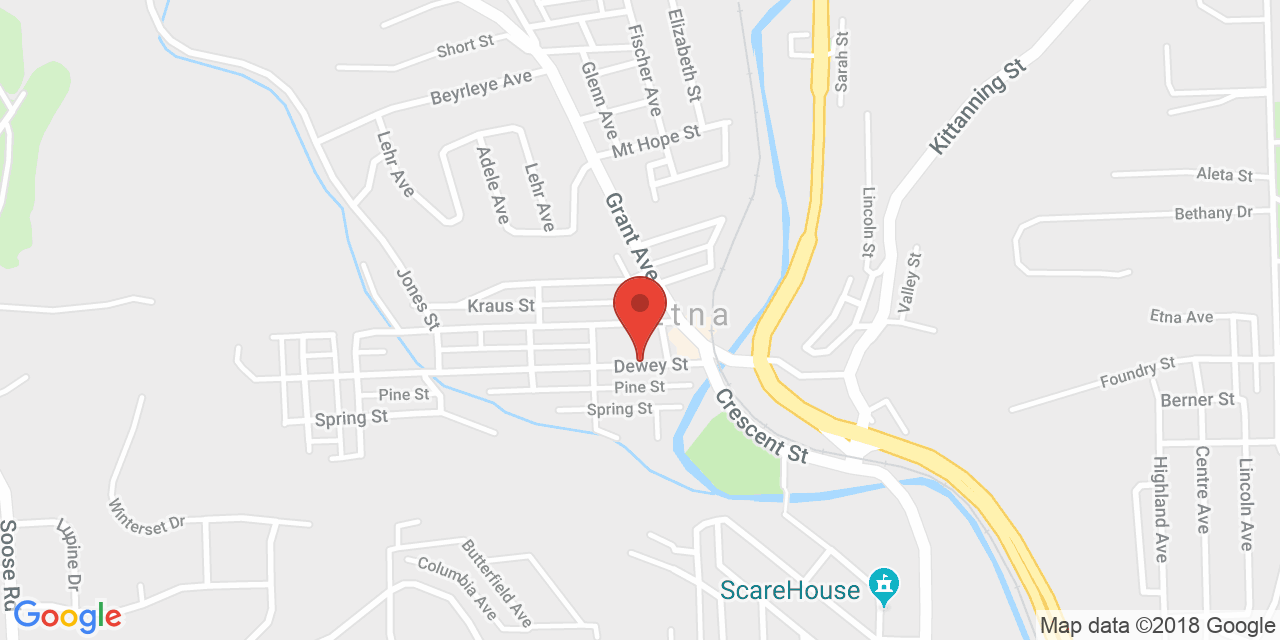 Short St
Beyrleye Ave
Glenn Ave
Fischer Ave
Elizabeth St
Sarah St
Kittanning St
Mt Hope St
Lehr Ave
Adele Ave
Lehr Ave
Grant Ave
Lincoln St
Valley St
Aleta St
Bethany Dr
Jones St
Kraus St
tna
Etna Ave
Dewey St
Pine St
Spring St
Pine St
Spring St
Crescent St
Foundry St
Berner St
Highland Ave
Centre Ave
Lincoln Ave
Winterset Dr
Lupine Dr
Soose Rd
Butterfield Ave
Columbia Ave
ScareHouse
Google
Map data ©2018 Google